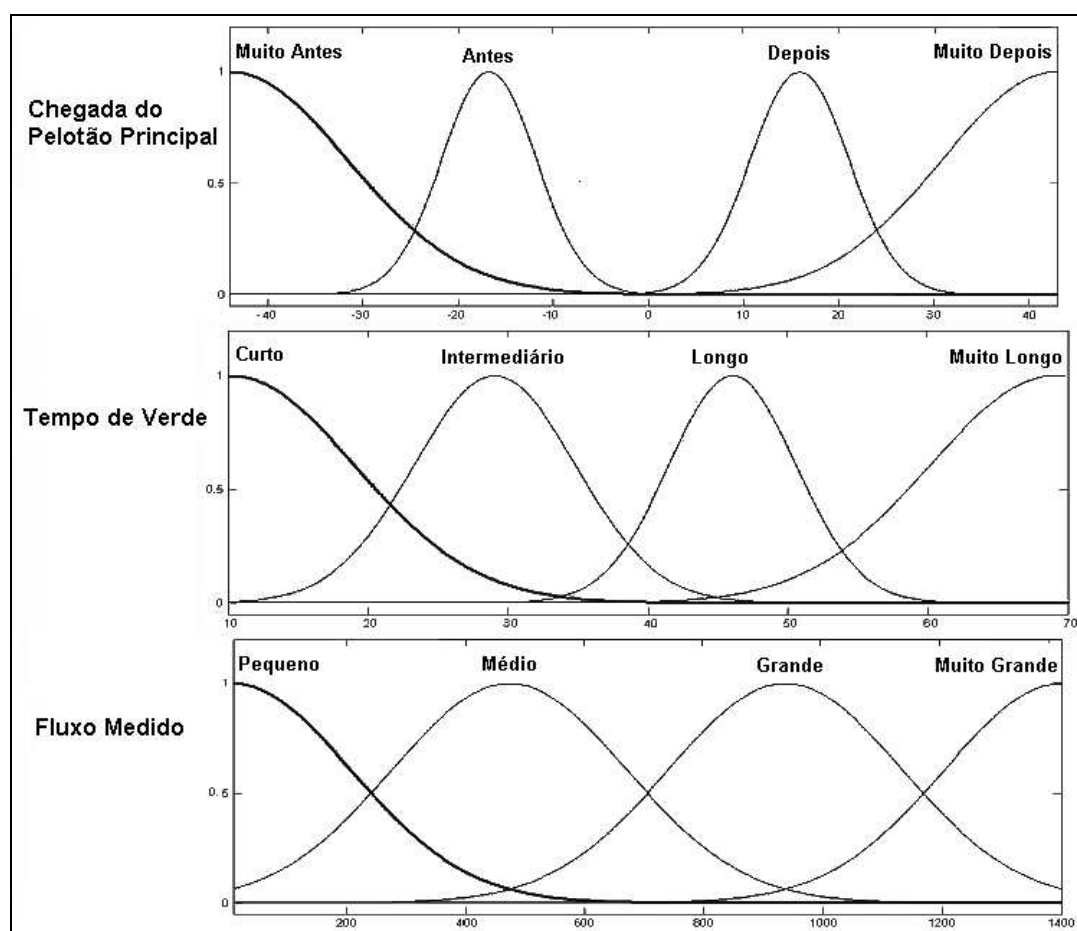 Muito Antes Antes Depois Muito Depois
1
Chegada do
Pelotão Principal
0.5
0
-40 -30 -20 -10 0 10 20 30 40
Curto Intermediário Longo Muito Longo
1
Tempo de Verde
0.5
0
10 20 30 40 50 60 70
Pequeno Médio Grande Muito Grande
1
Fluxo Medido
0.5
0
200 400 600 800 1000 1200 1400